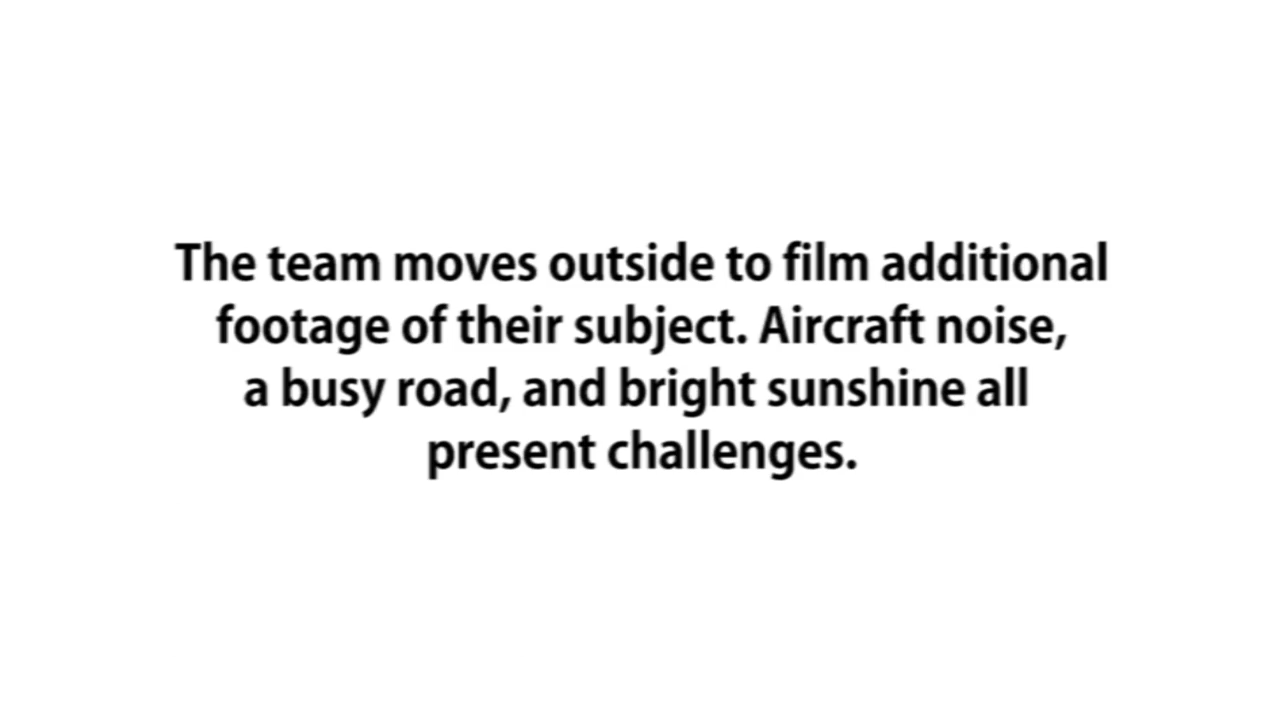 The team moves outside to film additional
footage of their subject. Aircraft noise,
a busy road, and bright sunshine all
present challenges.